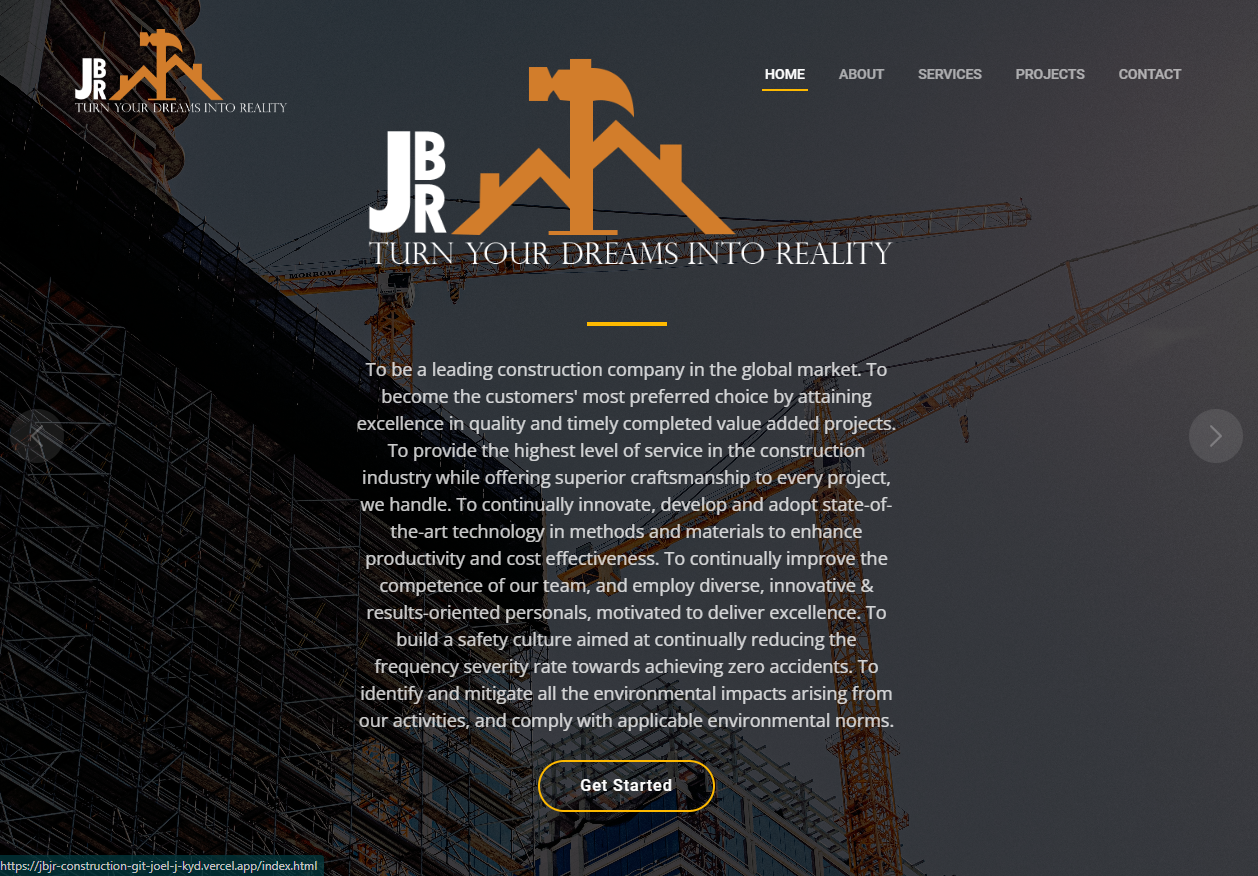 JBR
TURN YOUR DREAMS INTO REALITY
HOME
ABOUT
SERVICES
PROJECTS
CONTACT
JBR
TURN YOUR DREAMS INTO REALITY
MORROW
To be a leading construction company in the global market. To
become the customers' most preferred choice by attaining
excellence in quality and timely completed value added projects.
To provide the highest level of service in the construction
industry while offering superior craftsmanship to every project,
we handle. To continually innovate, develop and adopt state-of-
the-art technology in methods and materials to enhance
productivity and cost effectiveness. To continually improve the
competence of our team, and employ diverse, innovative &
results-oriented personals, motivated to deliver excellence. To
build a safety culture aimed at continually reducing the
frequency severity rate towards achieving zero accidents. To
identify and mitigate all the environmental impacts arising from
our activities, and comply with applicable environmental norms.
Get Started
https://jbjr-construction-git-joel-j-kyd.vercel.app/index.html